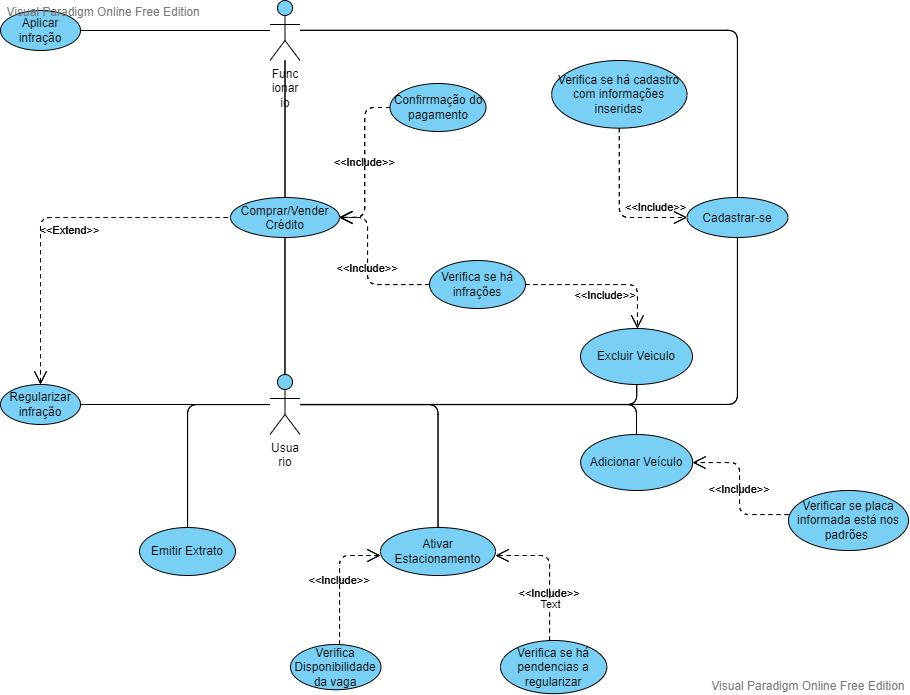 Visual Paradigm Online Free Edition
Aplicar
infração
Func
ionar
io
Confirrmação do
pagamento
Verifica se há cadastro
com informações
inseridas
<<Include>>
<<Include>>
Comprar/Vender
Crédito
Cadastrar-se
<<Extend>>
<<Include>>
Verifica se há
infrações
<<Include>>
Excluir Veiculo
Regularizar
infração
Usua
rio
Adicionar Veículo
<<Include>>
Verificar se placa
informada está nos
padrões
Emitir Extrato
Ativar
Estacionamento
<<Include>>
<<Include>>
Text
Verifica
Disponibilidade
da vaga
Verifica se há
pendencias a
regularizar
Visual Paradigm Online Free Edition